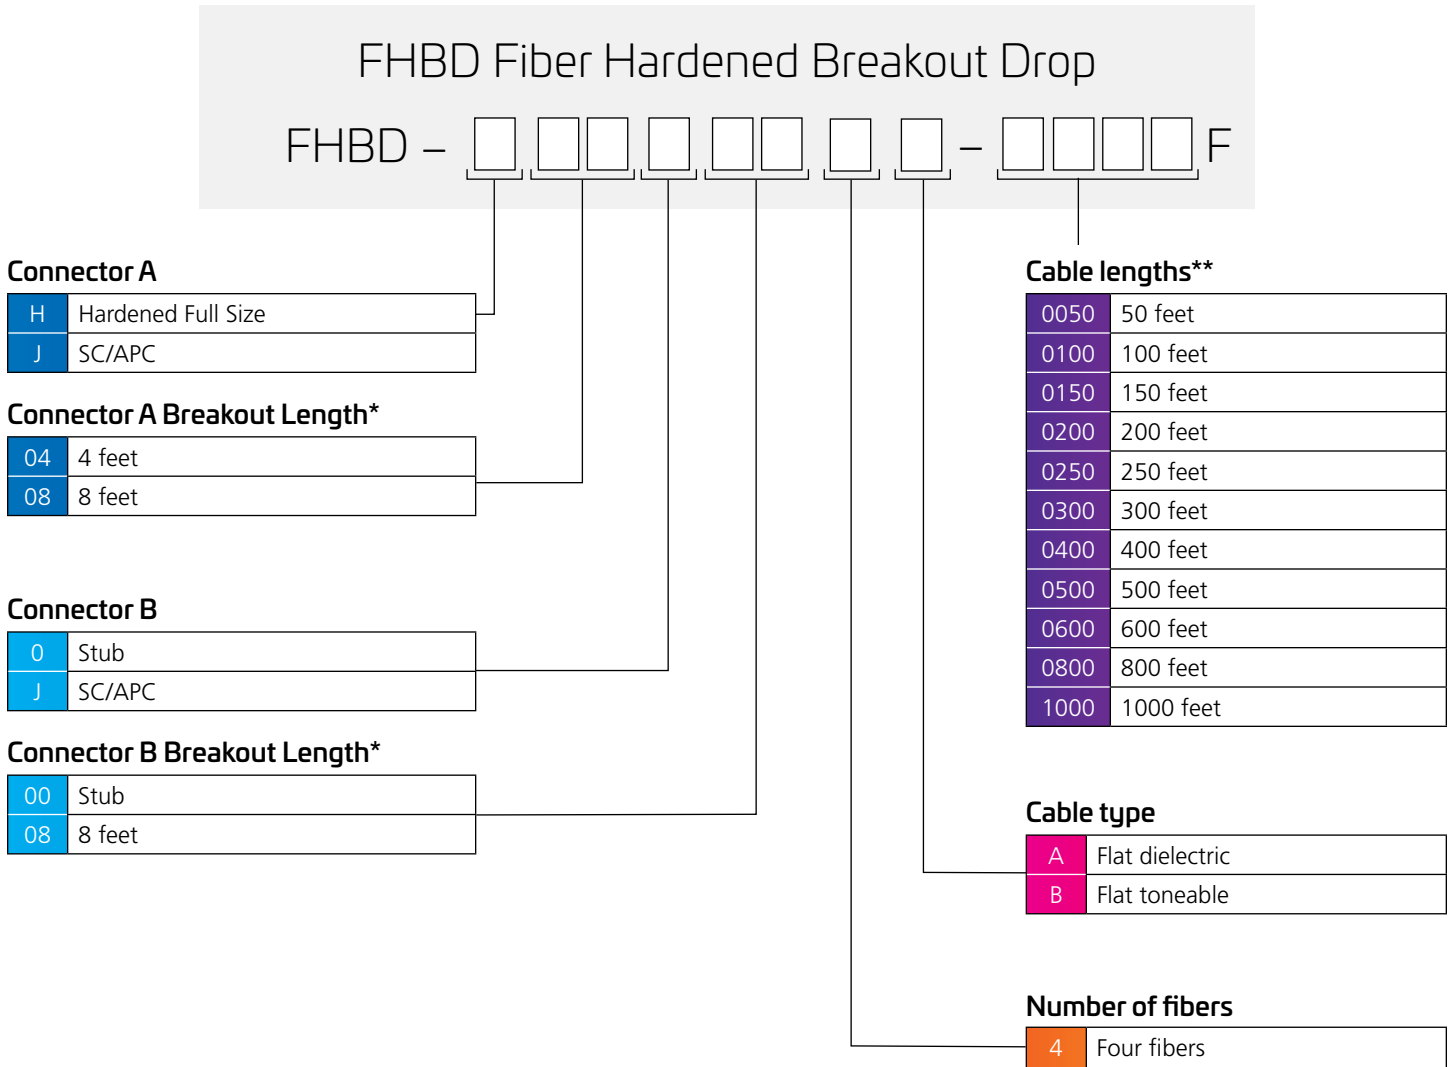 FHBD Fiber Hardened Breakout Drop
FHBD – – F
Connector A
H Hardened Full Size
J SC/APC
Connector A Breakout Length*
04 4 feet
08 8 feet
Connector B
0 Stub
J SC/APC
Connector B Breakout Length*
00 Stub
08 8 feet
Cable lengths**
0050 50 feet
0100 100 feet
0150 150 feet
0200 200 feet
0250 250 feet
0300 300 feet
0400 400 feet
0500 500 feet
0600 600 feet
0800 800 feet
1000 1000 feet
Cable type
A Flat dielectric
B Flat toneable
Number of fibers
4 Four fibers